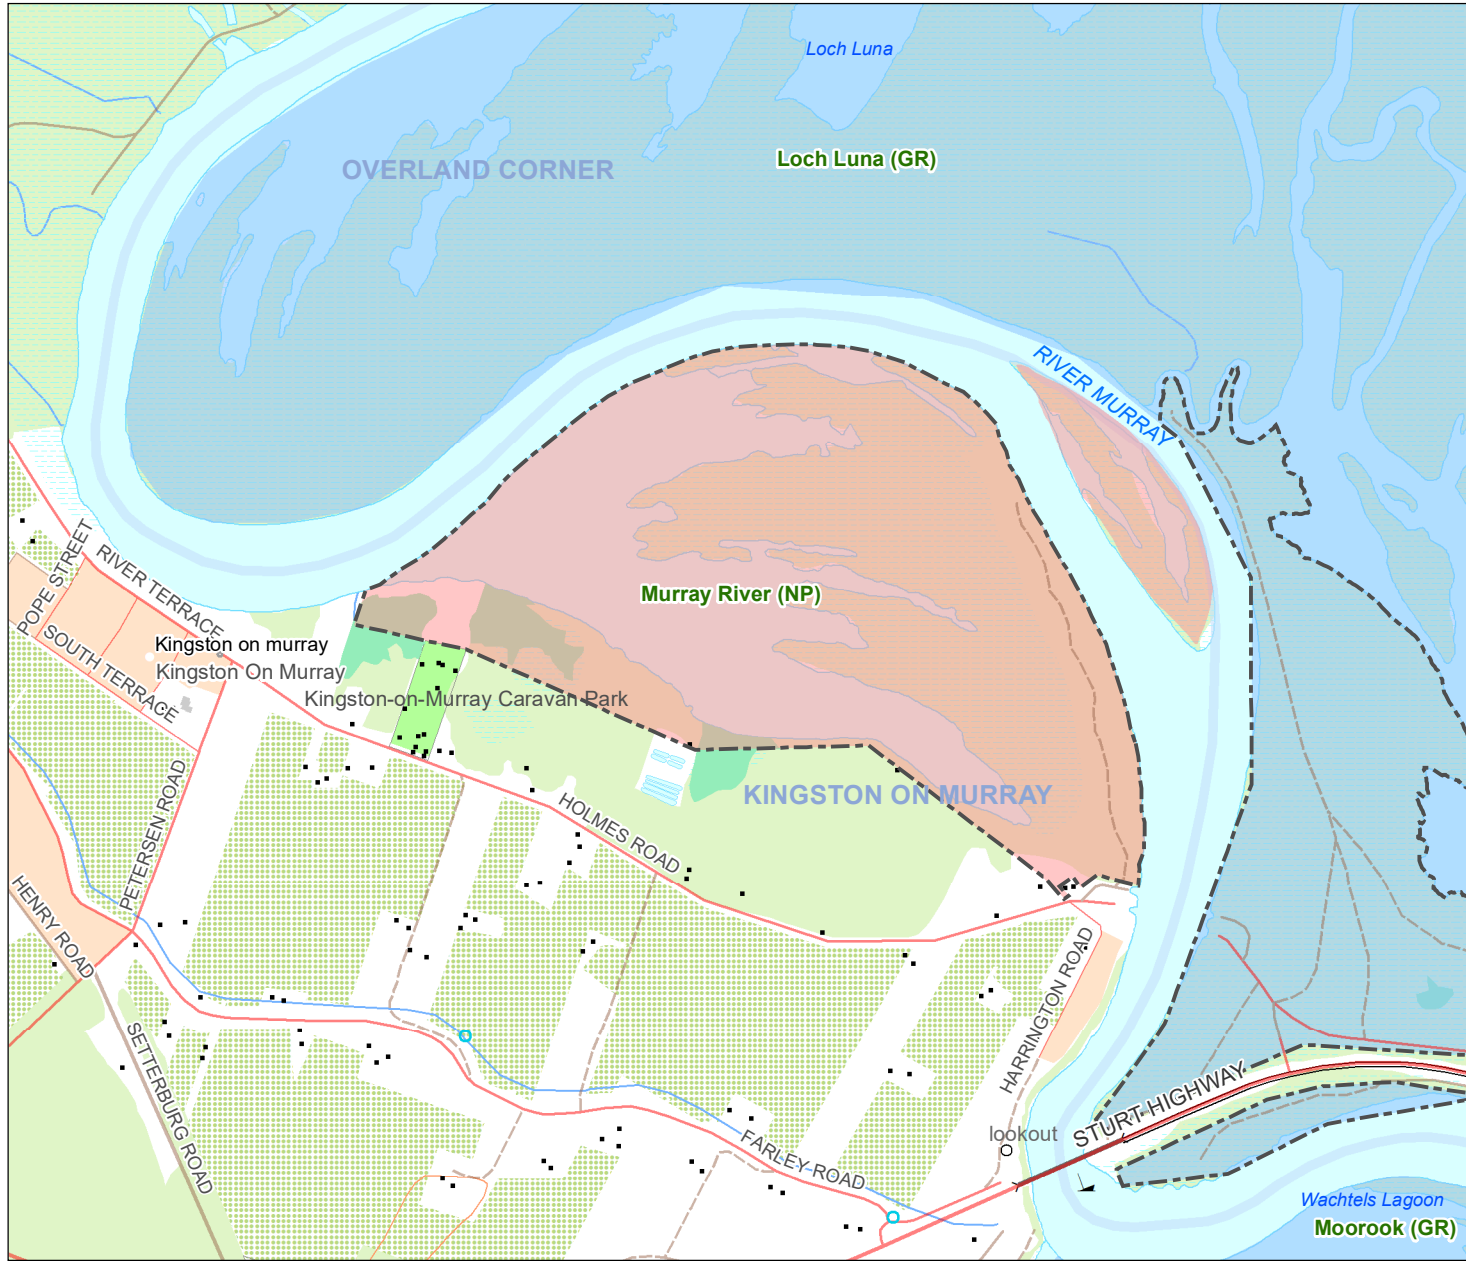 Loch Luna
OVERLAND CORNER
Loch Luna (GR)
RIVER MURRAY
Murray River (NP)
POPE STREET
RIVER TERRACE
SOUTH TERRACE
Kingston on murray
Kingston On Murray
Kingston-on-Murray Caravan Park
PETERSEN ROAD
HOLMES ROAD
KINGSTON ON MURRAY
HENRY ROAD
SETTERBURG ROAD
HARRINGTON ROAD
STURT HIGHWAY
lookout
FARLEY ROAD
Wachtels Lagoon
Moorook (GR)